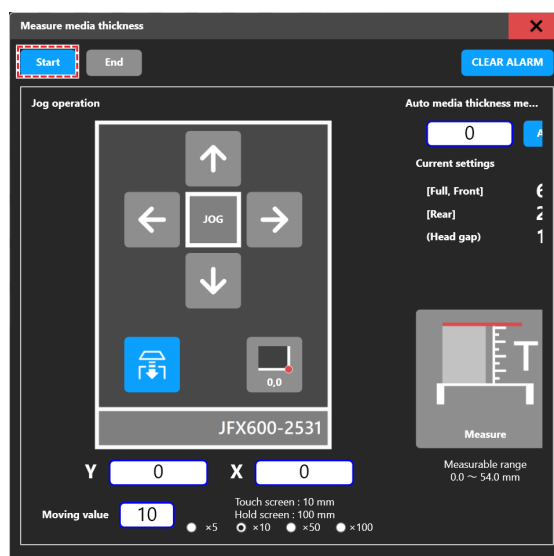 Measure media thickness
Start End CLEAR ALARM
Jog operation
JOG
0,0
JFX600-2531
Y 0 X 0
Moving value 10
Touch screen : 10 mm
Hold screen : 100 mm
×5 ×10 ×50 ×100
Auto media thickness me...
0
Current settings
[Full, Front]
[Rear]
(Head gap) 1
T
Measure
Measurable range
0.0 ～ 54.0 mm